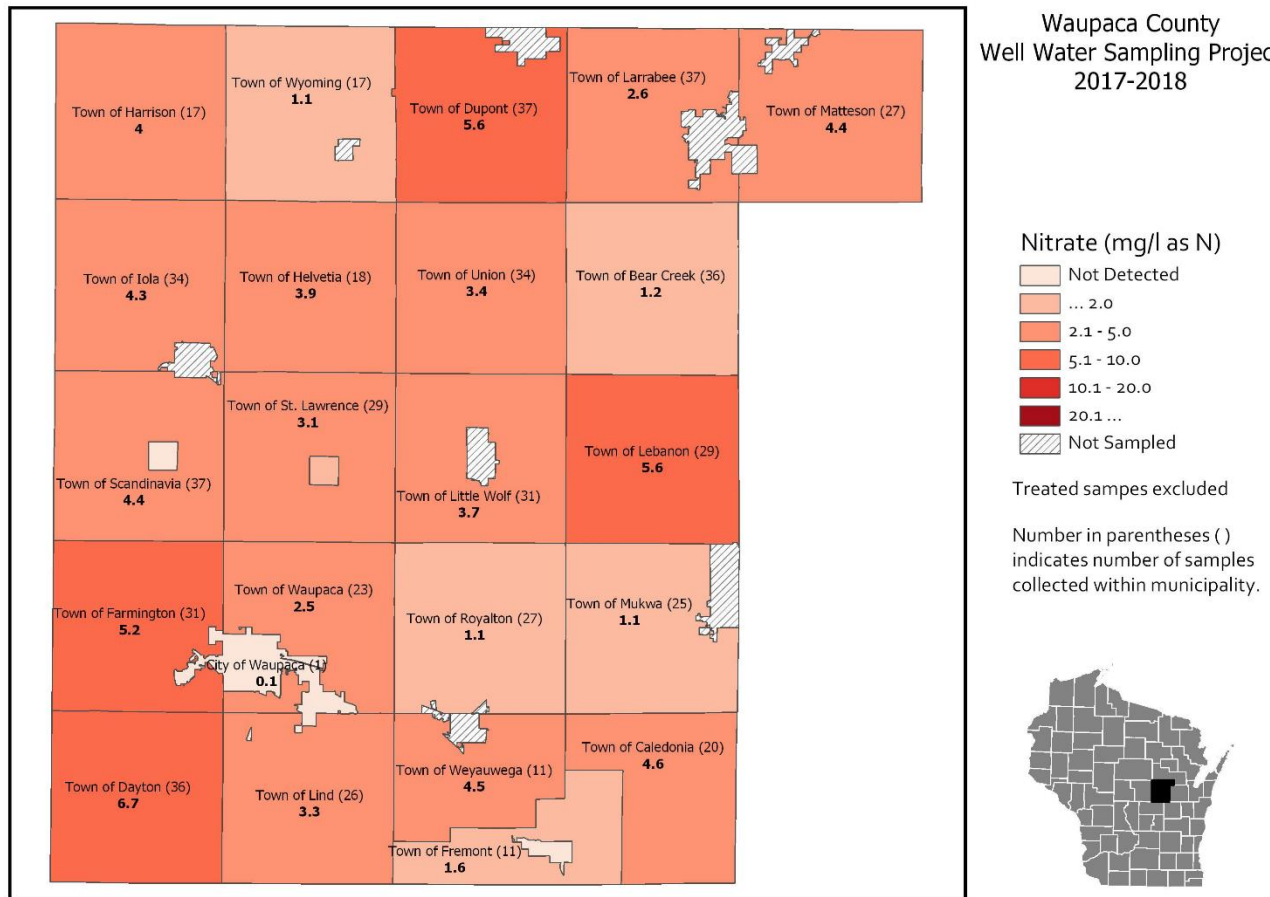 Waupaca County
Well Water Sampling Projec
2017-2018
Town of Harrison (17)
4
Town of Wyoming (17)
1.1
Town of Dupont (37)
5.6
Town of Larrabee (37)
2.6
Town of Matteson (27)
4.4
Town of Iola (34)
4.3
Town of Helvetia (18)
3.9
Town of Union (34)
3.4
Town of Bear Creek (36)
1.2
Town of Scandinavia (37)
4.4
Town of St. Lawrence (29)
3.1
Town of Little Wolf (31)
3.7
Town of Lebanon (29)
5.6
Town of Farmington (31)
5.2
Town of Waupaca (23)
2.5
City of Waupaca (1)
0.1
Town of Royalton (27)
1.1
Town of Mukwa (25)
1.1
Town of Dayton (36)
6.7
Town of Lind (26)
3.3
Town of Weyauwega (11)
4.5
Town of Caledonia (20)
4.6
Town of Fremont (11)
1.6
Nitrate (mg/l as N)
Not Detected
... 2.0
2.1 - 5.0
5.1 - 10.0
10.1 - 20.0
20.1 ...
Not Sampled
Treated sampes excluded
Number in parentheses ( )
indicates number of samples
collected within municipality.